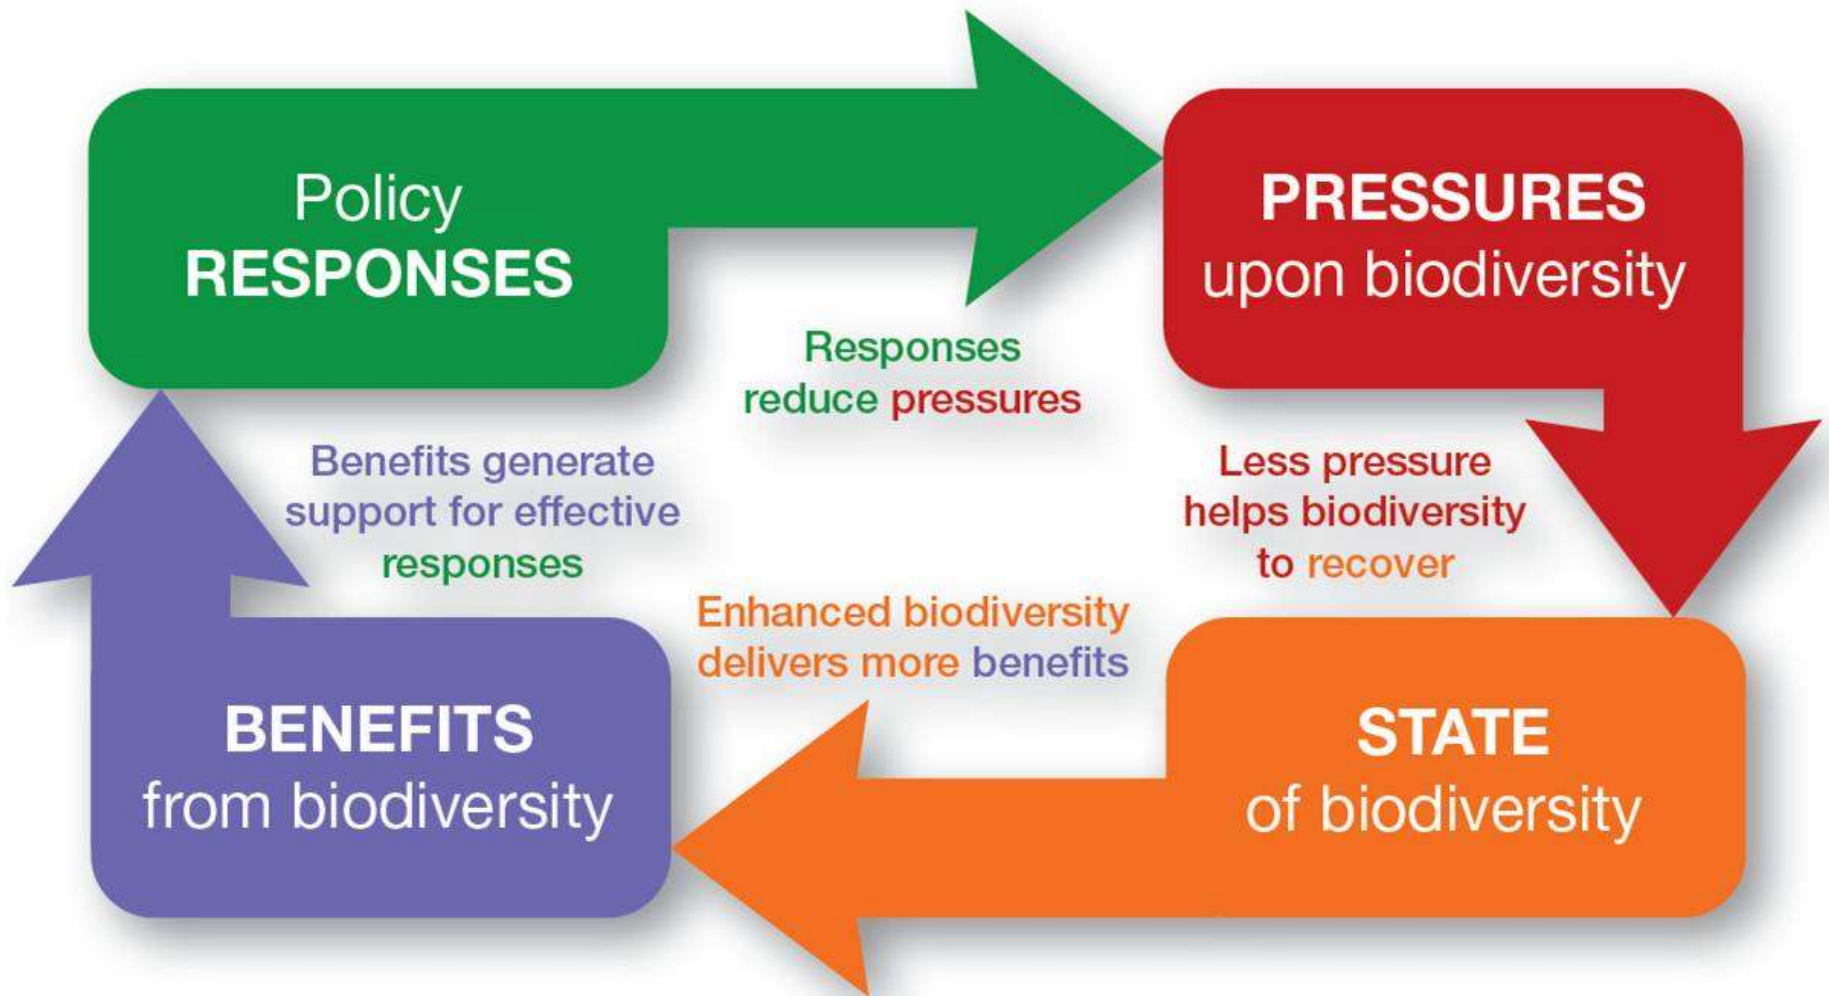 Policy
RESPONSES
PRESSURES
upon biodiversity
Responses
reduce pressures
Benefits generate
support for effective
responses
Less pressure
helps biodiversity
to recover
Enhanced biodiversity
delivers more benefits
BENEFITS
from biodiversity
STATE
of biodiversity